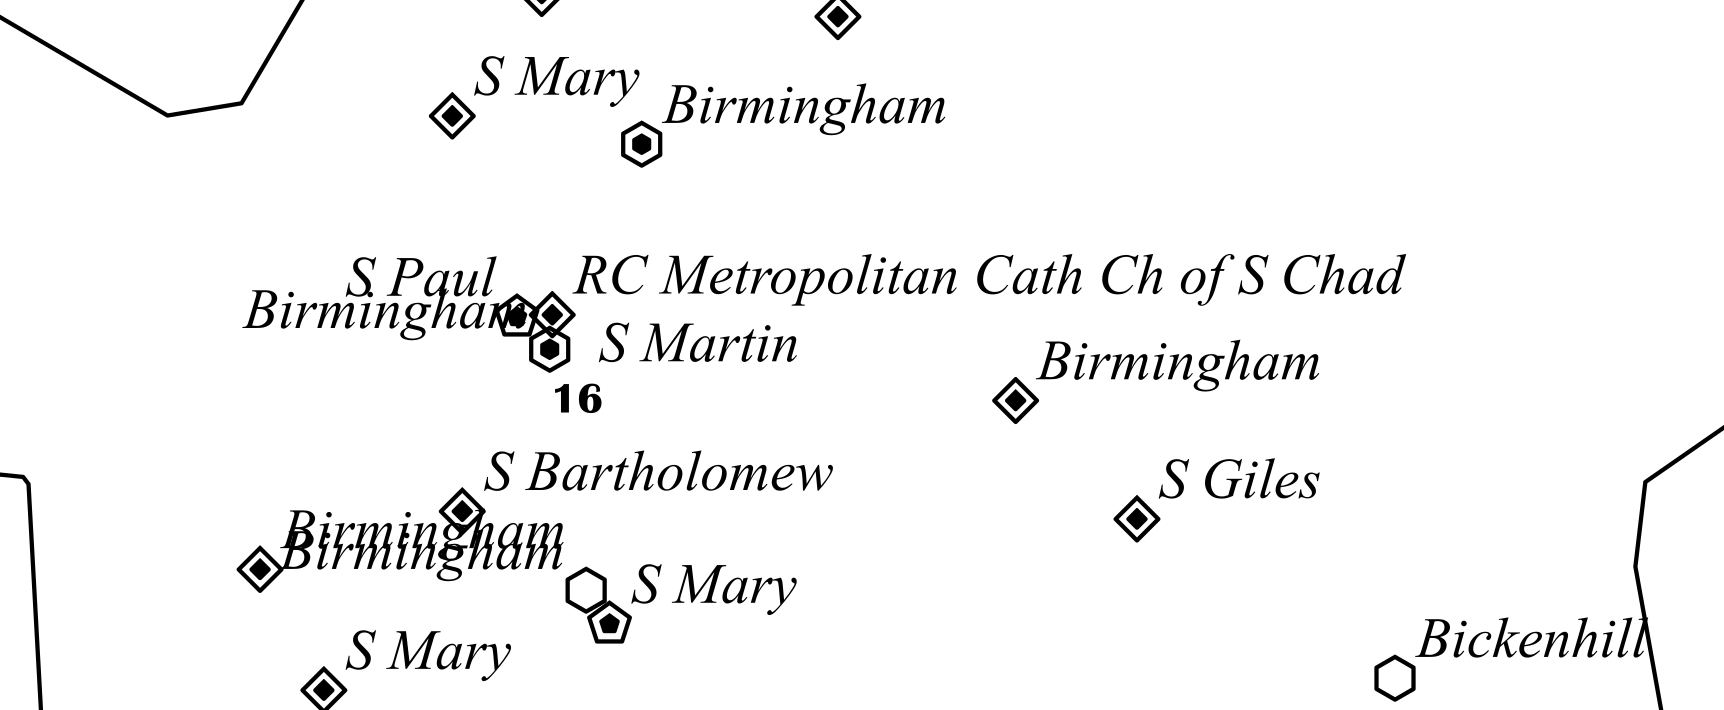 S Mary
Birmingham
S Paul
RC Metropolitan Cath Ch of S Chad
Birmingham
S Martin
Birmingham
16
S Bartholomew
S Giles
Birmingham
Birmingham
S Mary
Bickenhill
S Mary